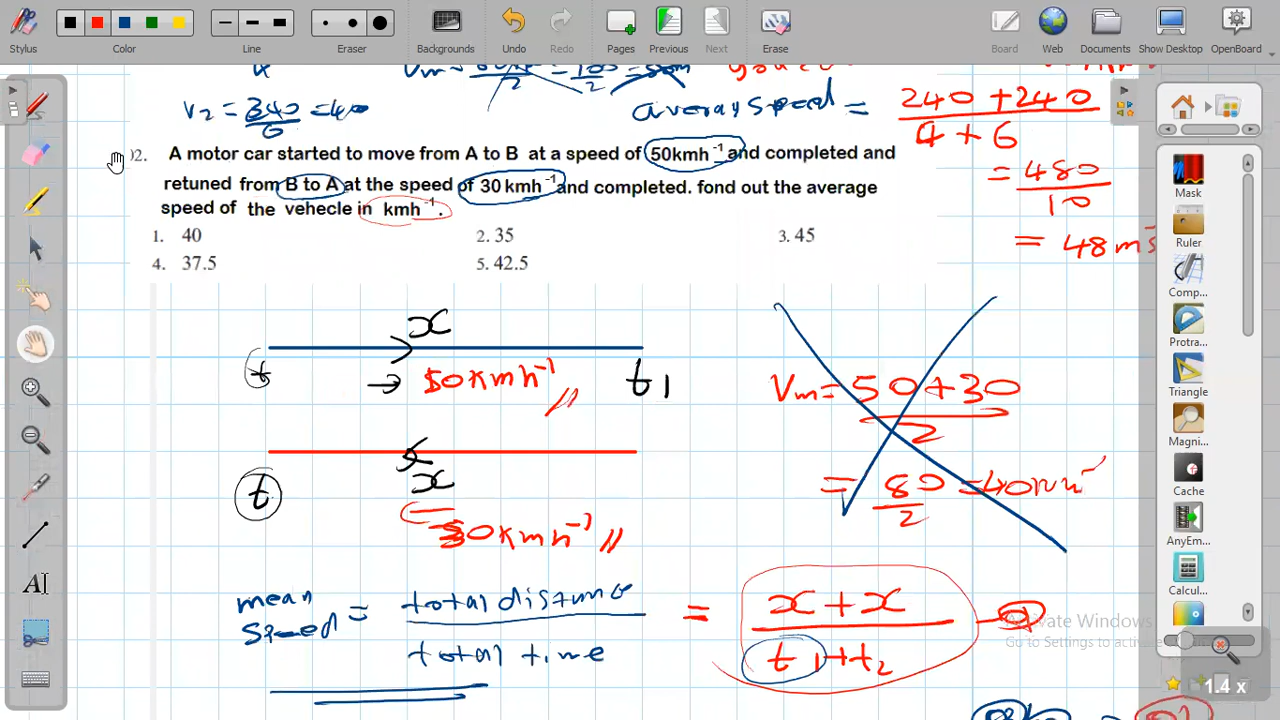 Stylus
Color
Line
Eraser
Backgrounds
Undo
Redo
Pages
Previous
Next
Erase
Board
Web
Documents
Show Desktop
OpenBoard
V2 = 240 = 40
6
average speed = 240 + 240
4 + 6
= 480
10
= 48 ms
02. A motor car started to move from A to B at a speed of 50kmh -1 and completed and
retuned from B to A at the speed of 30 kmh -1 and completed. fond out the average
speed of the vehecle in kmh -1.
1. 40
2. 35
3. 45
4. 37.5
5. 42.5
x
t
→ 50kmh-1
t1
x
t
30kmh-1
Vm = 50+30
2
= 80 = 40
2
mean speed = total distance
total time
= x + x
t1+t2
Activate Windows
Go to Settings to activate
Mask
Ruler
Comp...
Protra...
Triangle
Magni...
Cache
AnyEm...
Calcul...
1.4 x